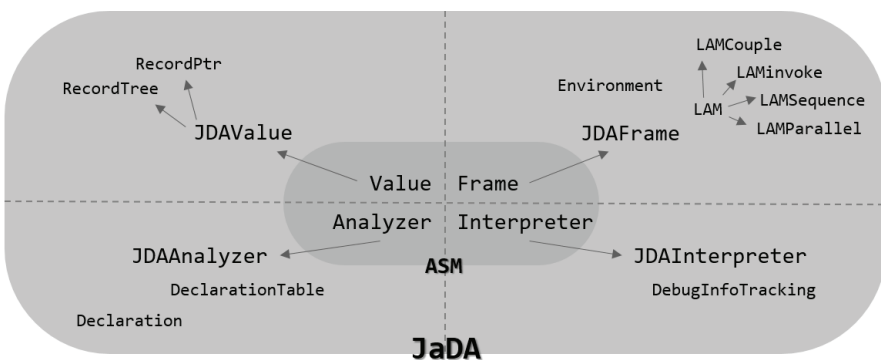 LAMCouple
RecordPtr
LAMinvoke
RecordTree
Environment
LAMSequence
LAM
LAMParallel
JDAValue
JDAFrame
Value
Frame
Analyzer
Interpreter
JDAAnalyzer
ASM
JDAInterpreter
DeclarationTable
DebugInfoTracking
Declaration
JaDA